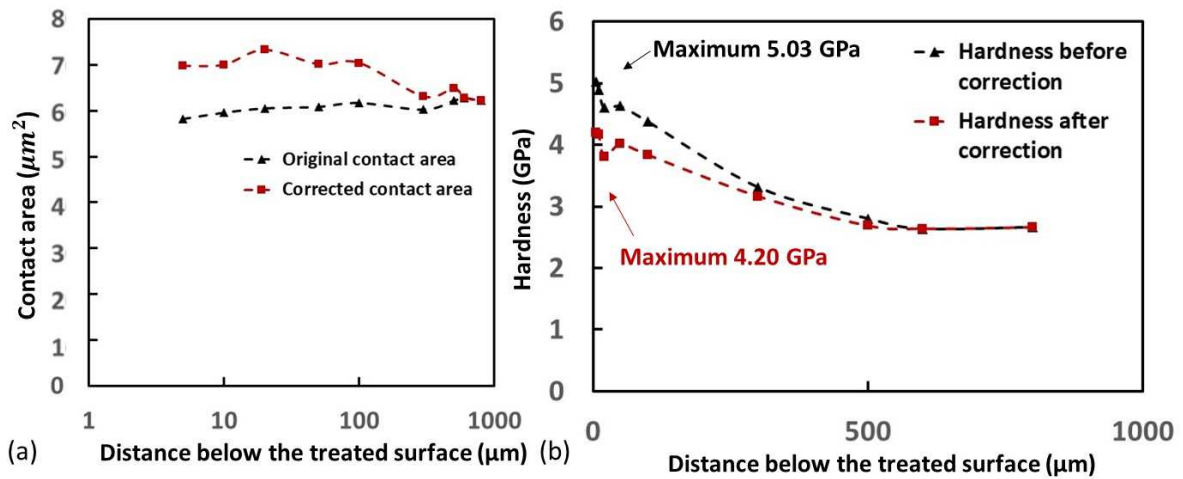 8
7
6
5
4
3
2
1
0
Contact area (μm²)
Original contact area
Corrected contact area
1
10
100
1000
(a)
Distance below the treated surface (μm)
6
5
4
3
2
1
0
Hardness (GPa)
Maximum 5.03 GPa
Hardness before
correction
Hardness after
correction
Maximum 4.20 GPa
0
500
1000
(b)
Distance below the treated surface (μm)